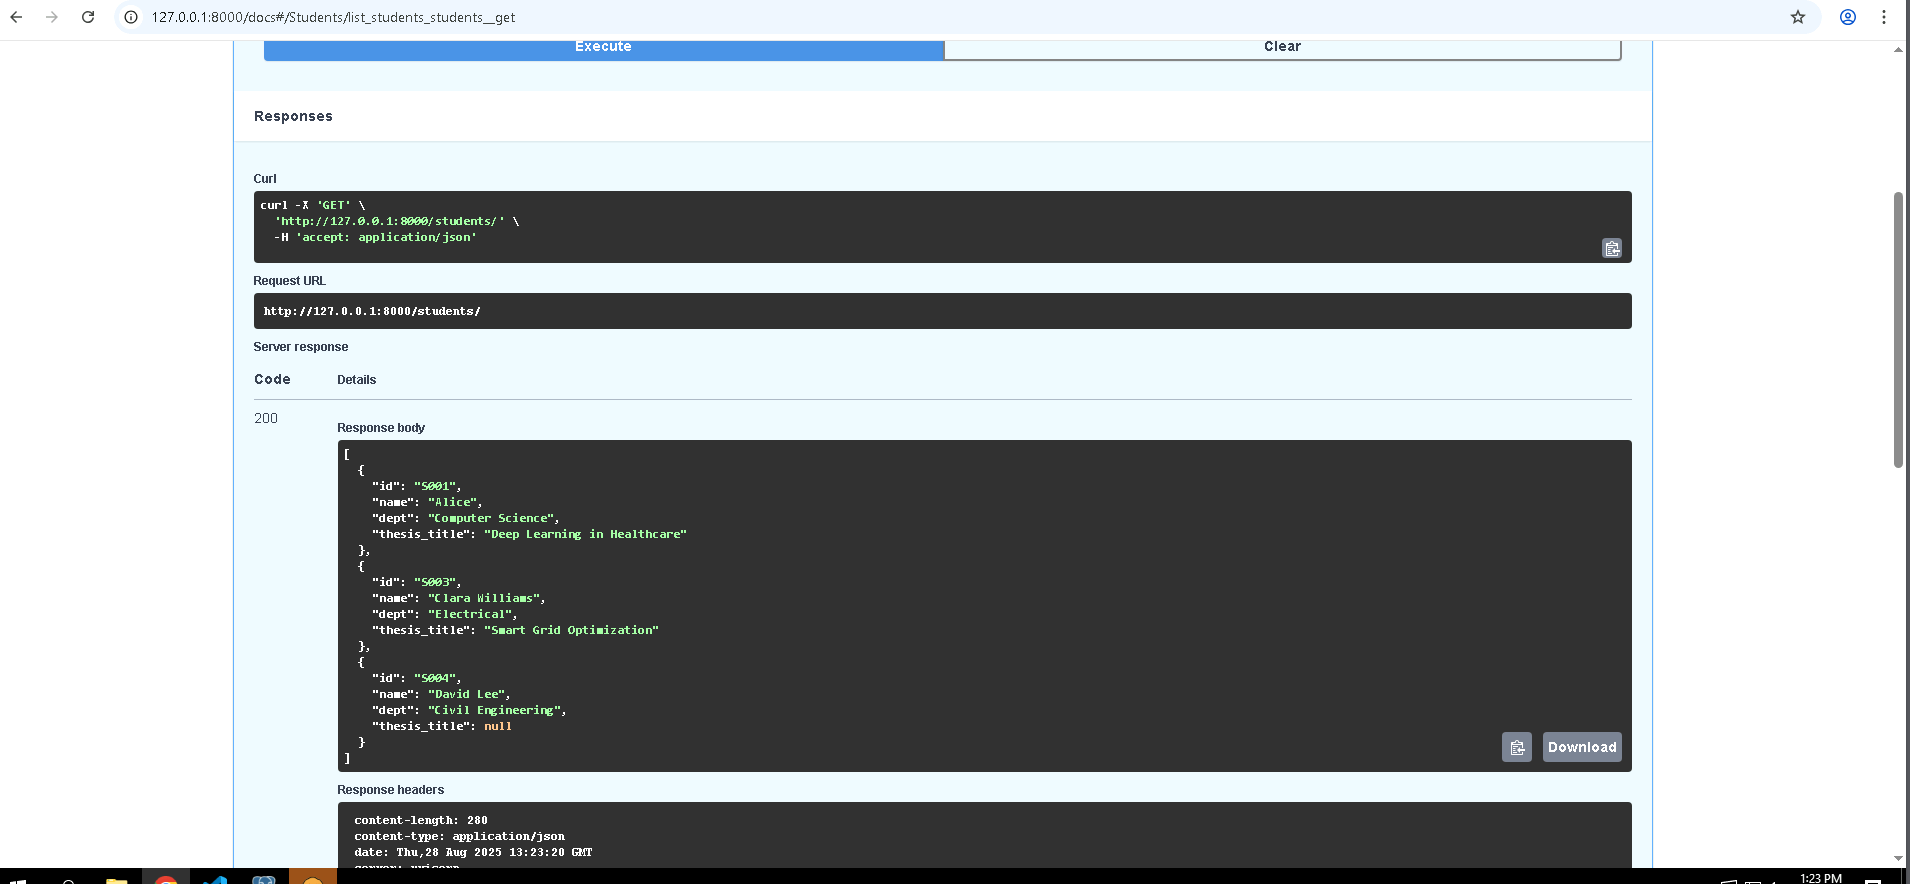 127.0.0.1:8000/docs#/Students/list_students_students__get
Execute
Clear
Responses
Curl
curl -X 'GET' \
'http://127.0.0.1:8000/students/' \
-H 'accept: application/json'
Request URL
http://127.0.0.1:8000/students/
Server response
Code Details
200
Response body
[
{
"id": "S001",
"name": "Alice",
"dept": "Computer Science",
"thesis_title": "Deep Learning in Healthcare"
},
{
"id": "S003",
"name": "Clara Williams",
"dept": "Electrical",
"thesis_title": "Smart Grid Optimization"
},
{
"id": "S004",
"name": "David Lee",
"dept": "Civil Engineering",
"thesis_title": null
}
]
Download
Response headers
content-length: 280
content-type: application/json
date: Thu,28 Aug 2025 13:23:20 GMT
1:23 PM